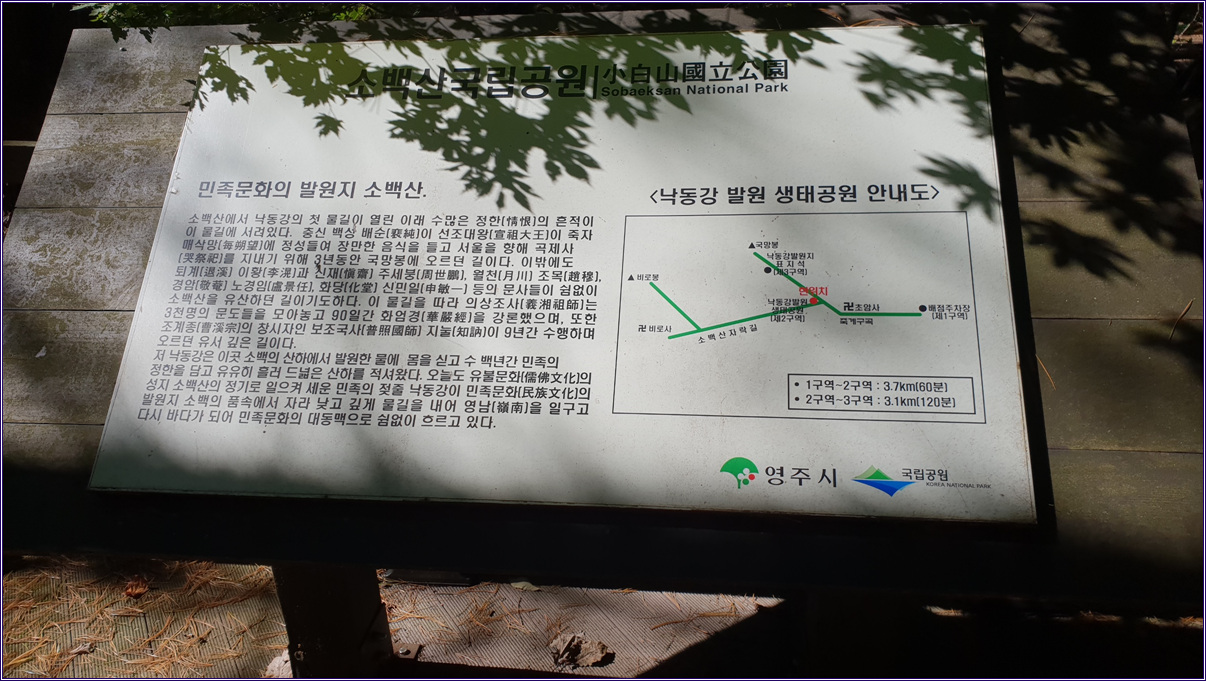 소백산국립공원 | 小白山國立公園
Sobaeksan National Park
민족문화의 발원지 소백산.
소백산에서 낙동강의 첫 물길이 열린 이래 수많은 정한[情恨]의 흔적이
이 물길에 서려있다. 충신 백상 배순[裵純]이 선조대왕[宣祖大王]이 죽자
매삭망[每朔望]에 정성들여 장만한 음식을 들고 서울을 향해 곡제사
[哭祭祀]를 지내기 위해 3년동안 국망봉에 오르던 길이다. 이밖에도
퇴계[退溪] 이황[李滉]과 신재[愼齋] 주세붕[周世鵬], 월천[月川] 조목[趙穆],
경암[敬菴] 노경임[盧景任], 화당[化堂] 신민일[申敏一] 등의 문사들이 쉼없이
소백산을 유산하던 길이기도하다. 이 물길을 따라 의상조사[義湘祖師]는
3천명의 문도들을 모아놓고 90일간 화엄경[華嚴經]을 강론했으며, 또한
조계종[曹溪宗]의 창시자인 보조국사[普照國師] 지눌[知訥]이 9년간 수행하며
오르던 유서 깊은 길이다.
저 낙동강은 이곳 소백의 산하에서 발원한 물에 몸을 싣고 수 백년간 민족의
정한을 담고 유유히 흘러 드넓은 산하를 적셔왔다. 오늘도 유불문화[儒佛文化]의
성지 소백산의 정기로 일으켜 세운 민족의 젖줄 낙동강이 민족문화[民族文化]의
발원지 소백의 품속에서 자라 낮고 깊게 물길을 내어 영남[嶺南]을 일구고
다시 바다가 되어 민족문화의 대동맥으로 쉼없이 흐르고 있다.
<낙동강 발원 생태공원 안내도>
▲국망봉
낙동강발원지
표지석
[제3구역]
▲ 비로봉
현위치
낙동강발원
생태공원
[제2구역]
卍 초암사
죽계구곡
배점주차장
[제1구역]
卍 비로사
소백산자락길
• 1구역~2구역 : 3.7km[60분]
• 2구역~3구역 : 3.1km[120분]
영주시
국립공원
KOREA NATIONAL PARK